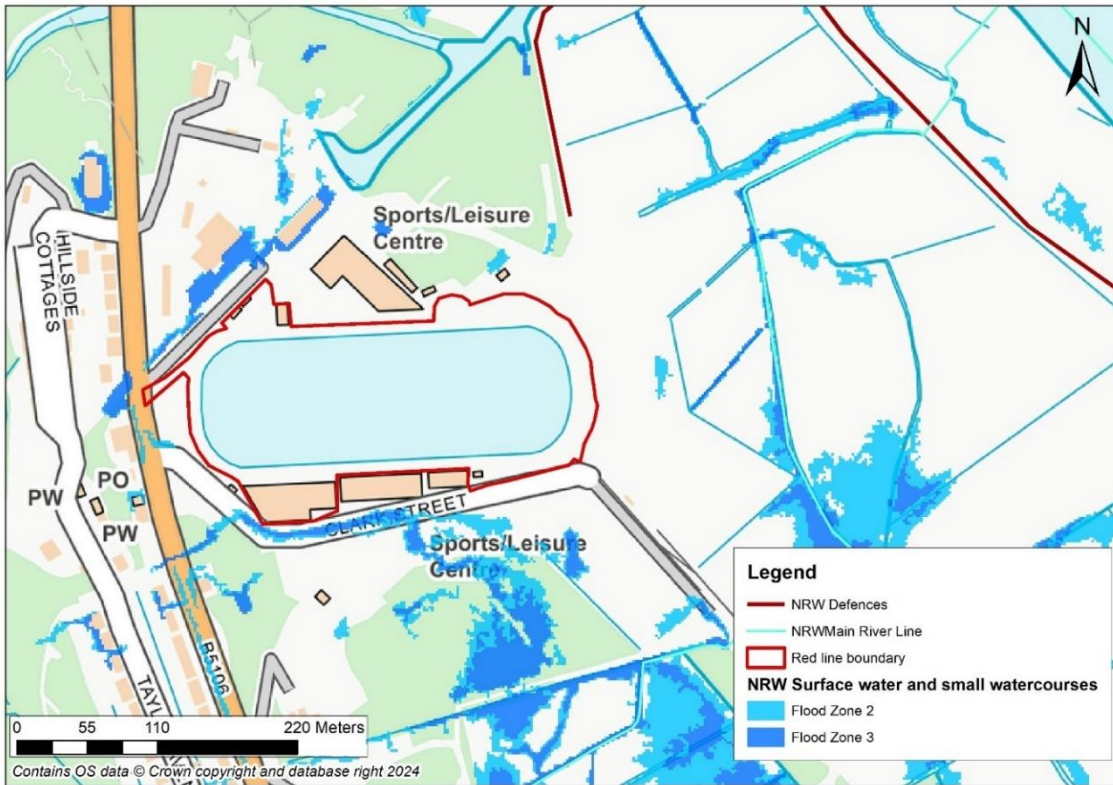 N
Sports/Leisure
Centre
HILLSIDE
COTTAGES
PO
PW
PW
CLARK STREET
Sports/Leisure
Centre
B5106
Legend
NRW Defences
NRWMain River Line
Red line boundary
NRW Surface water and small watercourses
Flood Zone 2
Flood Zone 3
0 55 110 220 Meters
Contains OS data © Crown copyright and database right 2024